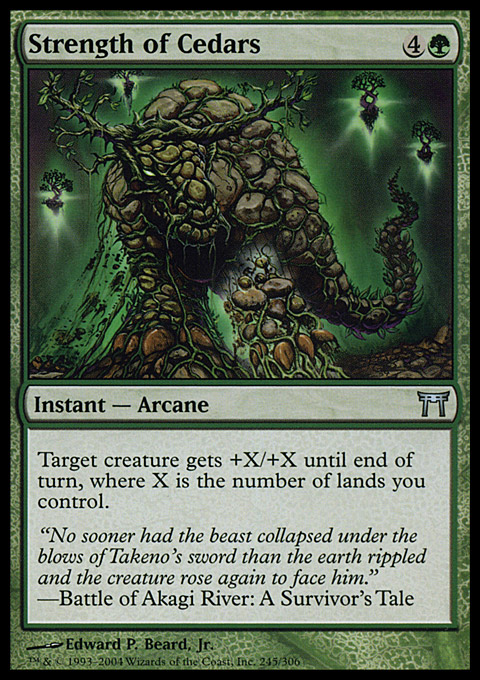 Strength of Cedars 4
Instant — Arcane
Target creature gets +X/+X until end of
turn, where X is the number of lands you
control.
“No sooner had the beast collapsed under the
blows of Takeno’s sword than the earth rippled
and the creature rose again to face him.”
—Battle of Akagi River: A Survivor’s Tale
Edward P. Beard, Jr.
™ & © 1993–2004 Wizards of the Coast, Inc. 245/306